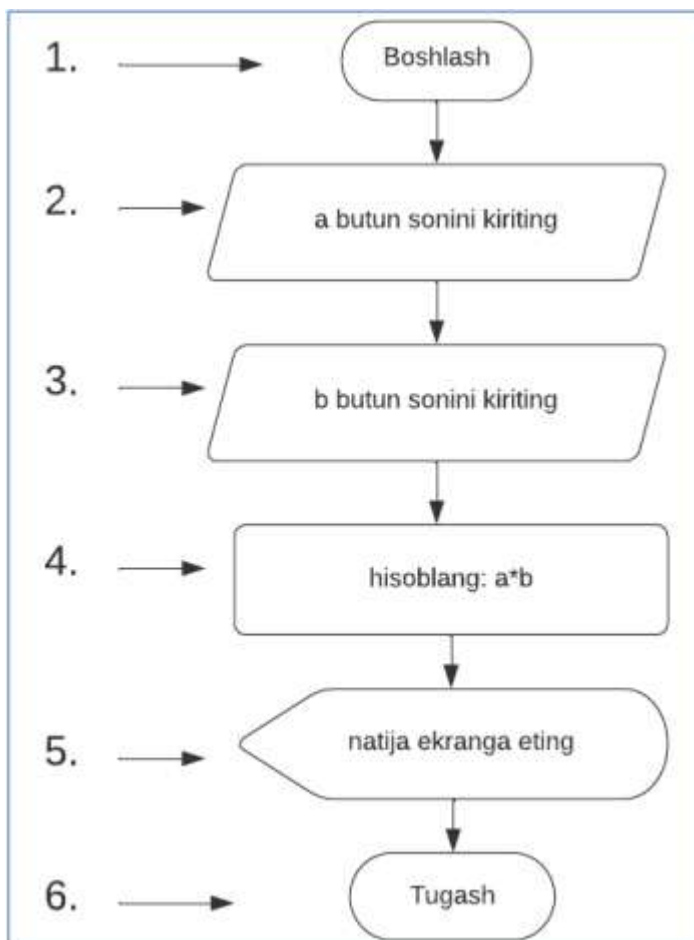 1. Boshlash
2. a butun sonini kiriting
3. b butun sonini kiriting
4. hisoblang: a*b
5. natija ekranga eting
6. Tugash